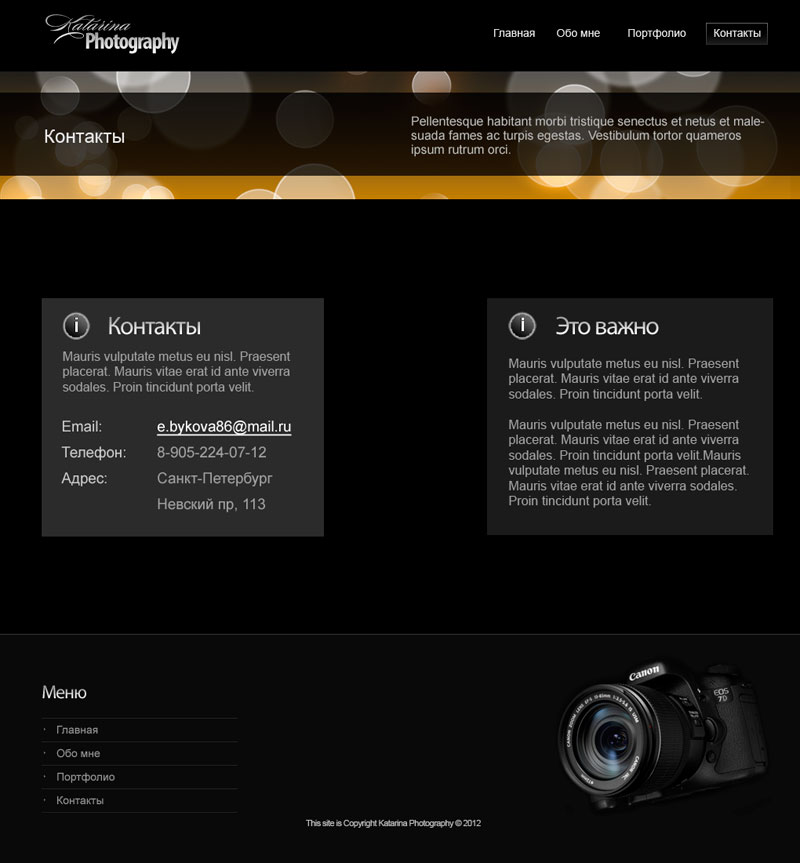 Katarina
Photography
Главная Обо мне Портфолио Контакты
Контакты
Pellentesque habitant morbi tristique senectus et netus et male-
suada fames ac turpis egestas. Vestibulum tortor quameros
ipsum rutrum orci.
i Контакты
Mauris vulputate metus eu nisl. Praesent
placerat. Mauris vitae erat id ante viverra
sodales. Proin tincidunt porta velit.
Email: e.bykova86@mail.ru
Телефон: 8-905-224-07-12
Адрес: Санкт-Петербург
Невский пр, 113
i Это важно
Mauris vulputate metus eu nisl. Praesent
placerat. Mauris vitae erat id ante viverra
sodales. Proin tincidunt porta velit.
Mauris vulputate metus eu nisl. Praesent
placerat. Mauris vitae erat id ante viverra
sodales. Proin tincidunt porta velit.Mauris
vulputate metus eu nisl. Praesent placerat.
Mauris vitae erat id ante viverra sodales.
Proin tincidunt porta velit.
Меню
· Главная
· Обо мне
· Портфолио
· Контакты
Canon
EOS
7D
This site is Copyright Katarina Photography © 2012